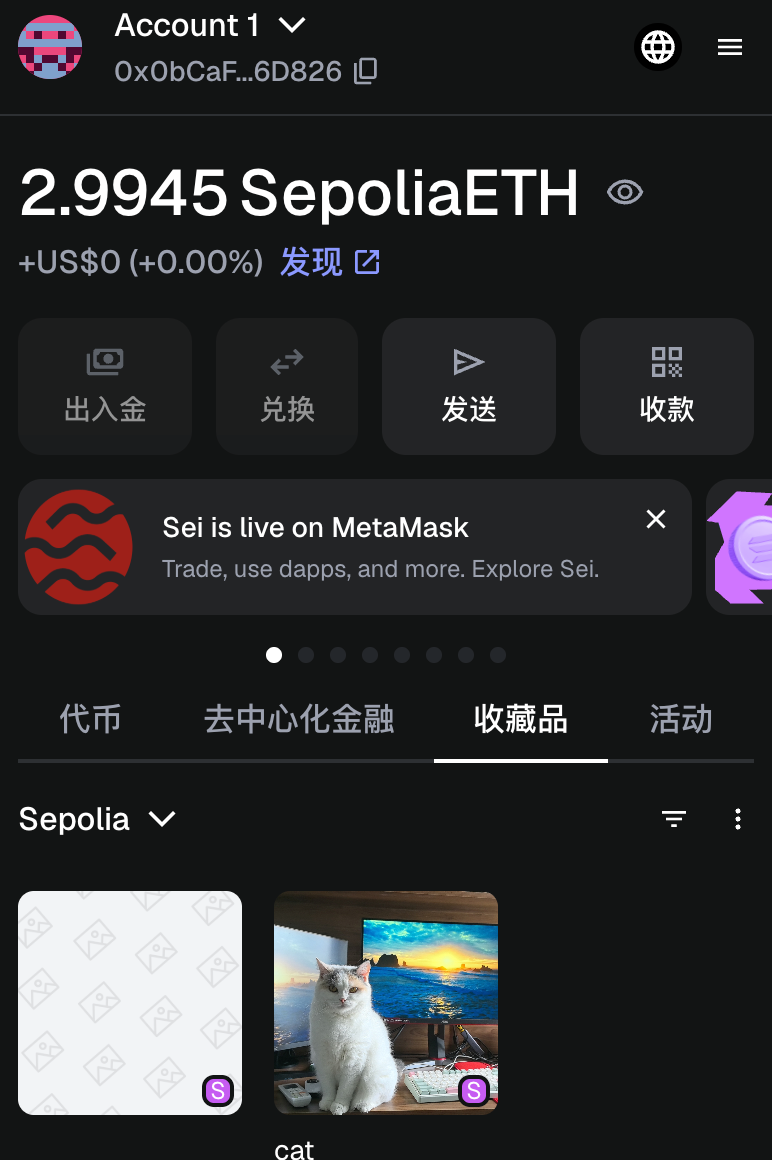 Account 1
0x0bCaF...6D826
2.9945 SepoliaETH
+US$0 (+0.00%) 发现
出入金
兑换
发送
收款
Sei is live on MetaMask
Trade, use dapps, and more. Explore Sei.
代币
去中心化金融
收藏品
活动
Sepolia
S
S
cat